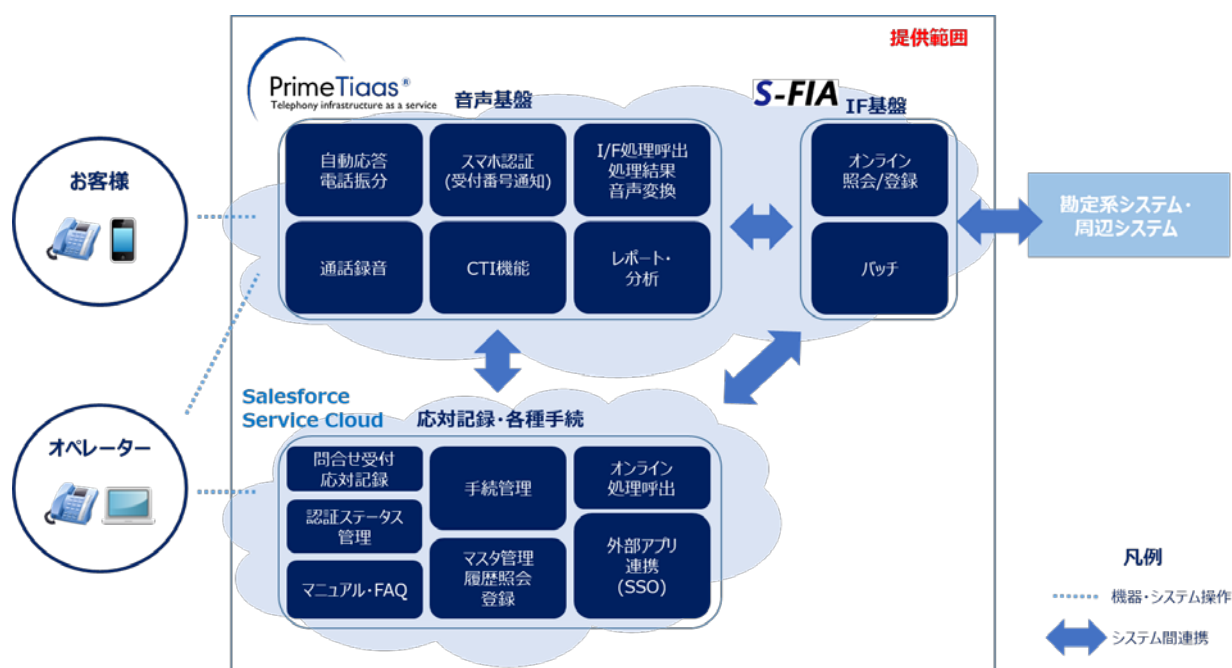 提供範囲
PrimeTiaas®
Telephony infrastructure as a service
音声基盤
S-FIA
IF基盤
自動応答
電話振分
スマホ認証
(受付番号通知)
I/F処理呼出
処理結果
音声変換
オンライン
照会/登録
お客様
勘定系システム・
周辺システム
通話録音
CTI機能
レポート・
分析
バッチ
Salesforce
Service Cloud
応対記録・各種手続
オペレーター
問合せ受付
応対記録
手続管理
オンライン
処理呼出
認証ステータス
管理
マスタ管理
履歴照会
登録
外部アプリ
連携
(SSO)
マニュアル・FAQ
凡例
機器・システム操作
システム間連携